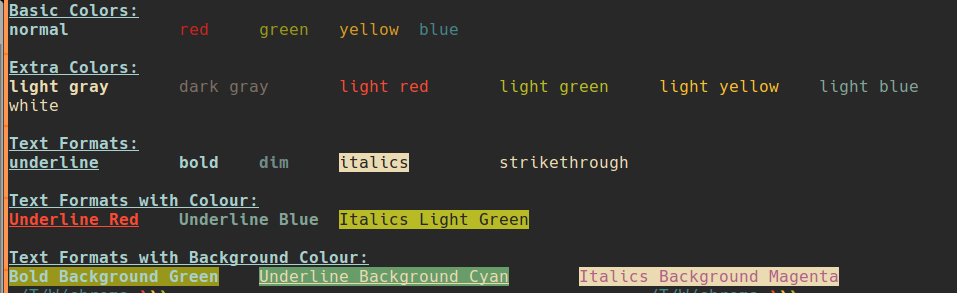 Basic Colors:
normal red green yellow blue
Extra Colors:
light gray dark gray light red light green light yellow light blue
white
Text Formats:
underline bold dim italics strikethrough
Text Formats with Colour:
Underline Red Underline Blue Italics Light Green
Text Formats with Background Colour:
Bold Background Green Underline Background Cyan Italics Background Magenta